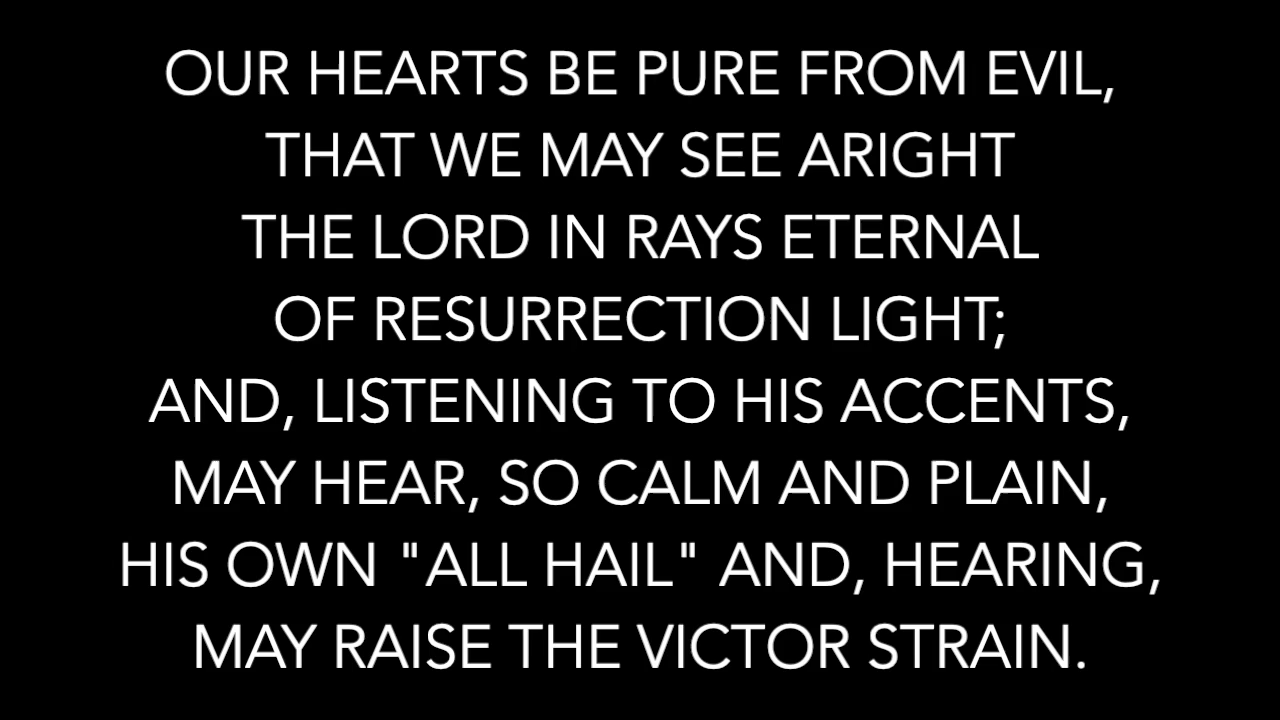 OUR HEARTS BE PURE FROM EVIL,
THAT WE MAY SEE ARIGHT
THE LORD IN RAYS ETERNAL
OF RESURRECTION LIGHT;
AND, LISTENING TO HIS ACCENTS,
MAY HEAR, SO CALM AND PLAIN,
HIS OWN "ALL HAIL" AND, HEARING,
MAY RAISE THE VICTOR STRAIN.